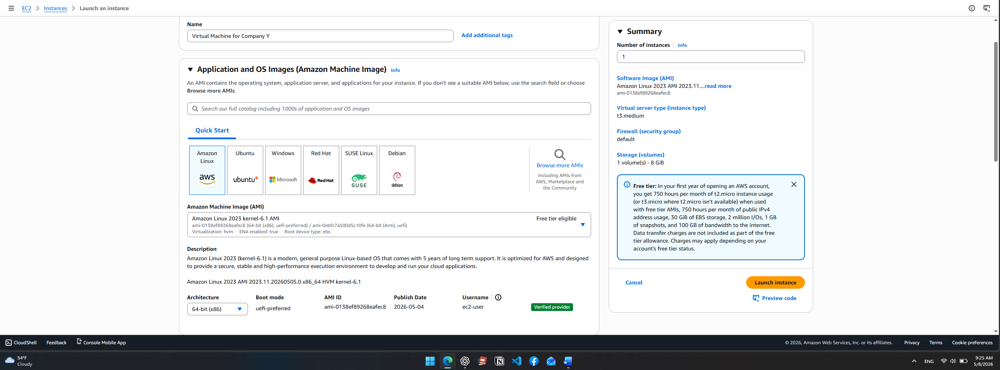 EC2 > Instances > Launch an instance
Name
Virtual Machine for Company Y
Add additional tags
Application and OS Images (Amazon Machine Image) Info
An AMI contains the operating system, application server, and applications for your instance. If you don't see a suitable AMI below, use the search field or choose
Browse more AMIs.
Search our full catalog including 1000s of application and OS images
Quick Start
Amazon
Linux
aws
Ubuntu
ubuntu
Windows
Microsoft
Red Hat
Red Hat
SUSE Linux
SUSE
Debian
debian
Browse more AMIs
Including AMIs from
AWS, Marketplace and
the Community
Amazon Machine Image (AMI)
Amazon Linux 2023 kernel-6.1 AMI
Free tier eligible
ami-0138ef89268eafec8 (64-bit (x86), uefi-preferred) / ami-0ebfc7a500d5c10fe (64-bit (Arm), uefi)
Virtualization: hvm ENA enabled: true Root device type: ebs
Description
Amazon Linux 2023 (kernel-6.1) is a modern, general purpose Linux-based OS that comes with 5 years of long term support. It is optimized for AWS and designed
to provide a secure, stable and high-performance execution environment to develop and run your cloud applications.
Amazon Linux 2023 AMI 2023.11.20260505.0 x86_64 HVM kernel-6.1
Architecture Boot mode AMI ID Publish Date Username
64-bit (x86) uefi-preferred ami-0138ef89268eafec8 2026-05-04 ec2-user Verified provider
Summary
Number of instances Info
1
Software Image (AMI)
Amazon Linux 2023 AMI 2023.11....read more
ami-0138ef89268eafec8
Virtual server type (instance type)
t3.medium
Firewall (security group)
default
Storage (volumes)
1 volume(s) - 8 GiB
Free tier: In your first year of opening an AWS account,
you get 750 hours per month of t2.micro instance usage
(or t3.micro where t2.micro isn't available) when used
with free tier AMIs, 750 hours per month of public IPv4
address usage, 30 GiB of EBS storage, 2 million I/Os, 1 GB
of snapshots, and 100 GB of bandwidth to the internet.
Data transfer charges are not included as part of the free
tier allowance. Charges may apply depending on your
account's free tier status.
Cancel
Launch instance
Preview code
CloudShell Feedback Console Mobile App
© 2026, Amazon Web Services, Inc. or its affiliates. Privacy Terms Cookie preferences
54°F
Cloudy
ENG
9:25 AM
5/8/2026